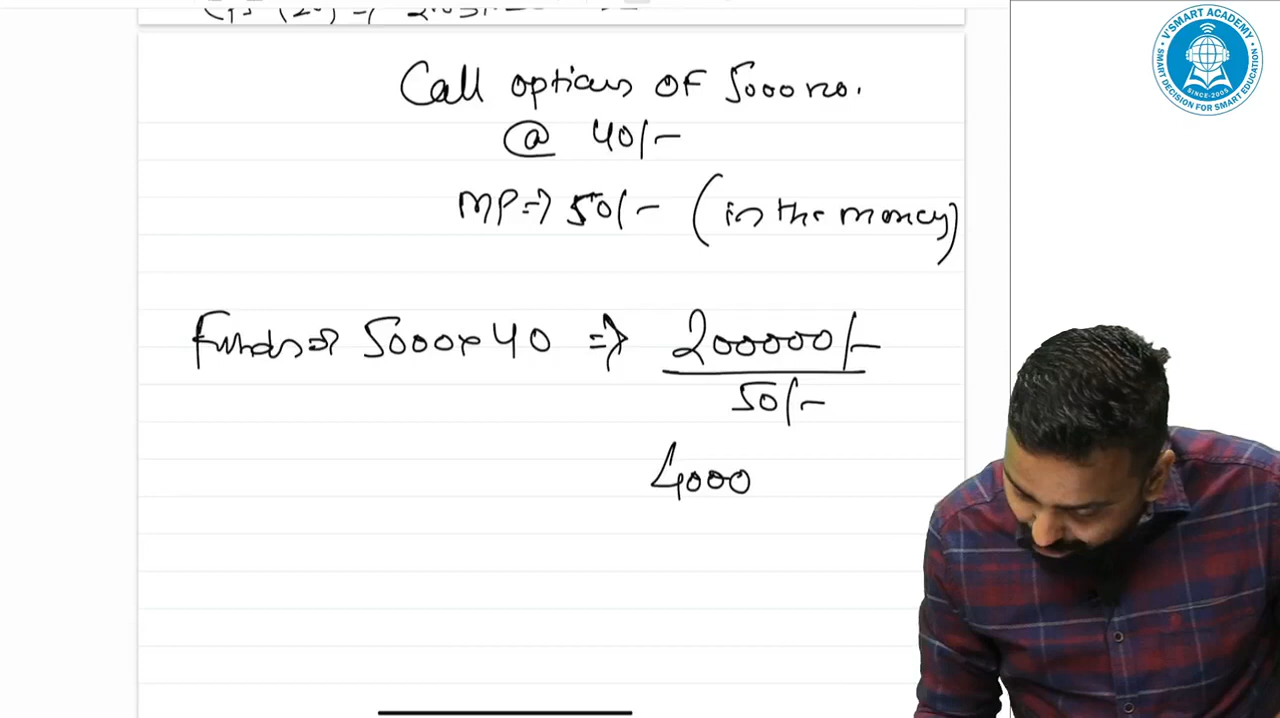 Call options of 5000 no.
@ 40/-
MP => 50/- (in the money)
Funds => 5000 x 40 => 200000/-
50/-
4000
V'SMART ACADEMY
SINCE-2005
SMART DECISION FOR SMART EDUCATION